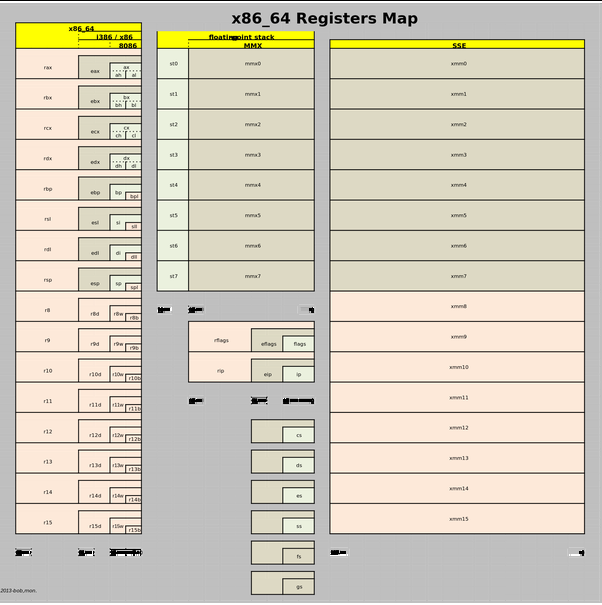 x86_64 Registers Map
x86_64
i386 / x86
8086
floating-point stack
MMX
SSE
rax eax ax ah al
rbx ebx bx bh bl
rcx ecx cx ch cl
rdx edx dx dh dl
rbp ebp bp bpl
rsI esI sI sIl
rdI edI dI dIl
rsp esp sp spl
r8 r8d r8w r8b
r9 r9d r9w r9b
r10 r10d r10w r10b
r11 r11d r11w r11b
r12 r12d r12w r12b
r13 r13d r13w r13b
r14 r14d r14w r14b
r15 r15d r15w r15b
st0 mmx0
st1 mmx1
st2 mmx2
st3 mmx3
st4 mmx4
st5 mmx5
st6 mmx6
st7 mmx7
rflags eflags flags
rip eip ip
cs
ds
es
ss
fs
gs
xmm0
xmm1
xmm2
xmm3
xmm4
xmm5
xmm6
xmm7
xmm8
xmm9
xmm10
xmm11
xmm12
xmm13
xmm14
xmm15
2013-bob,mon.